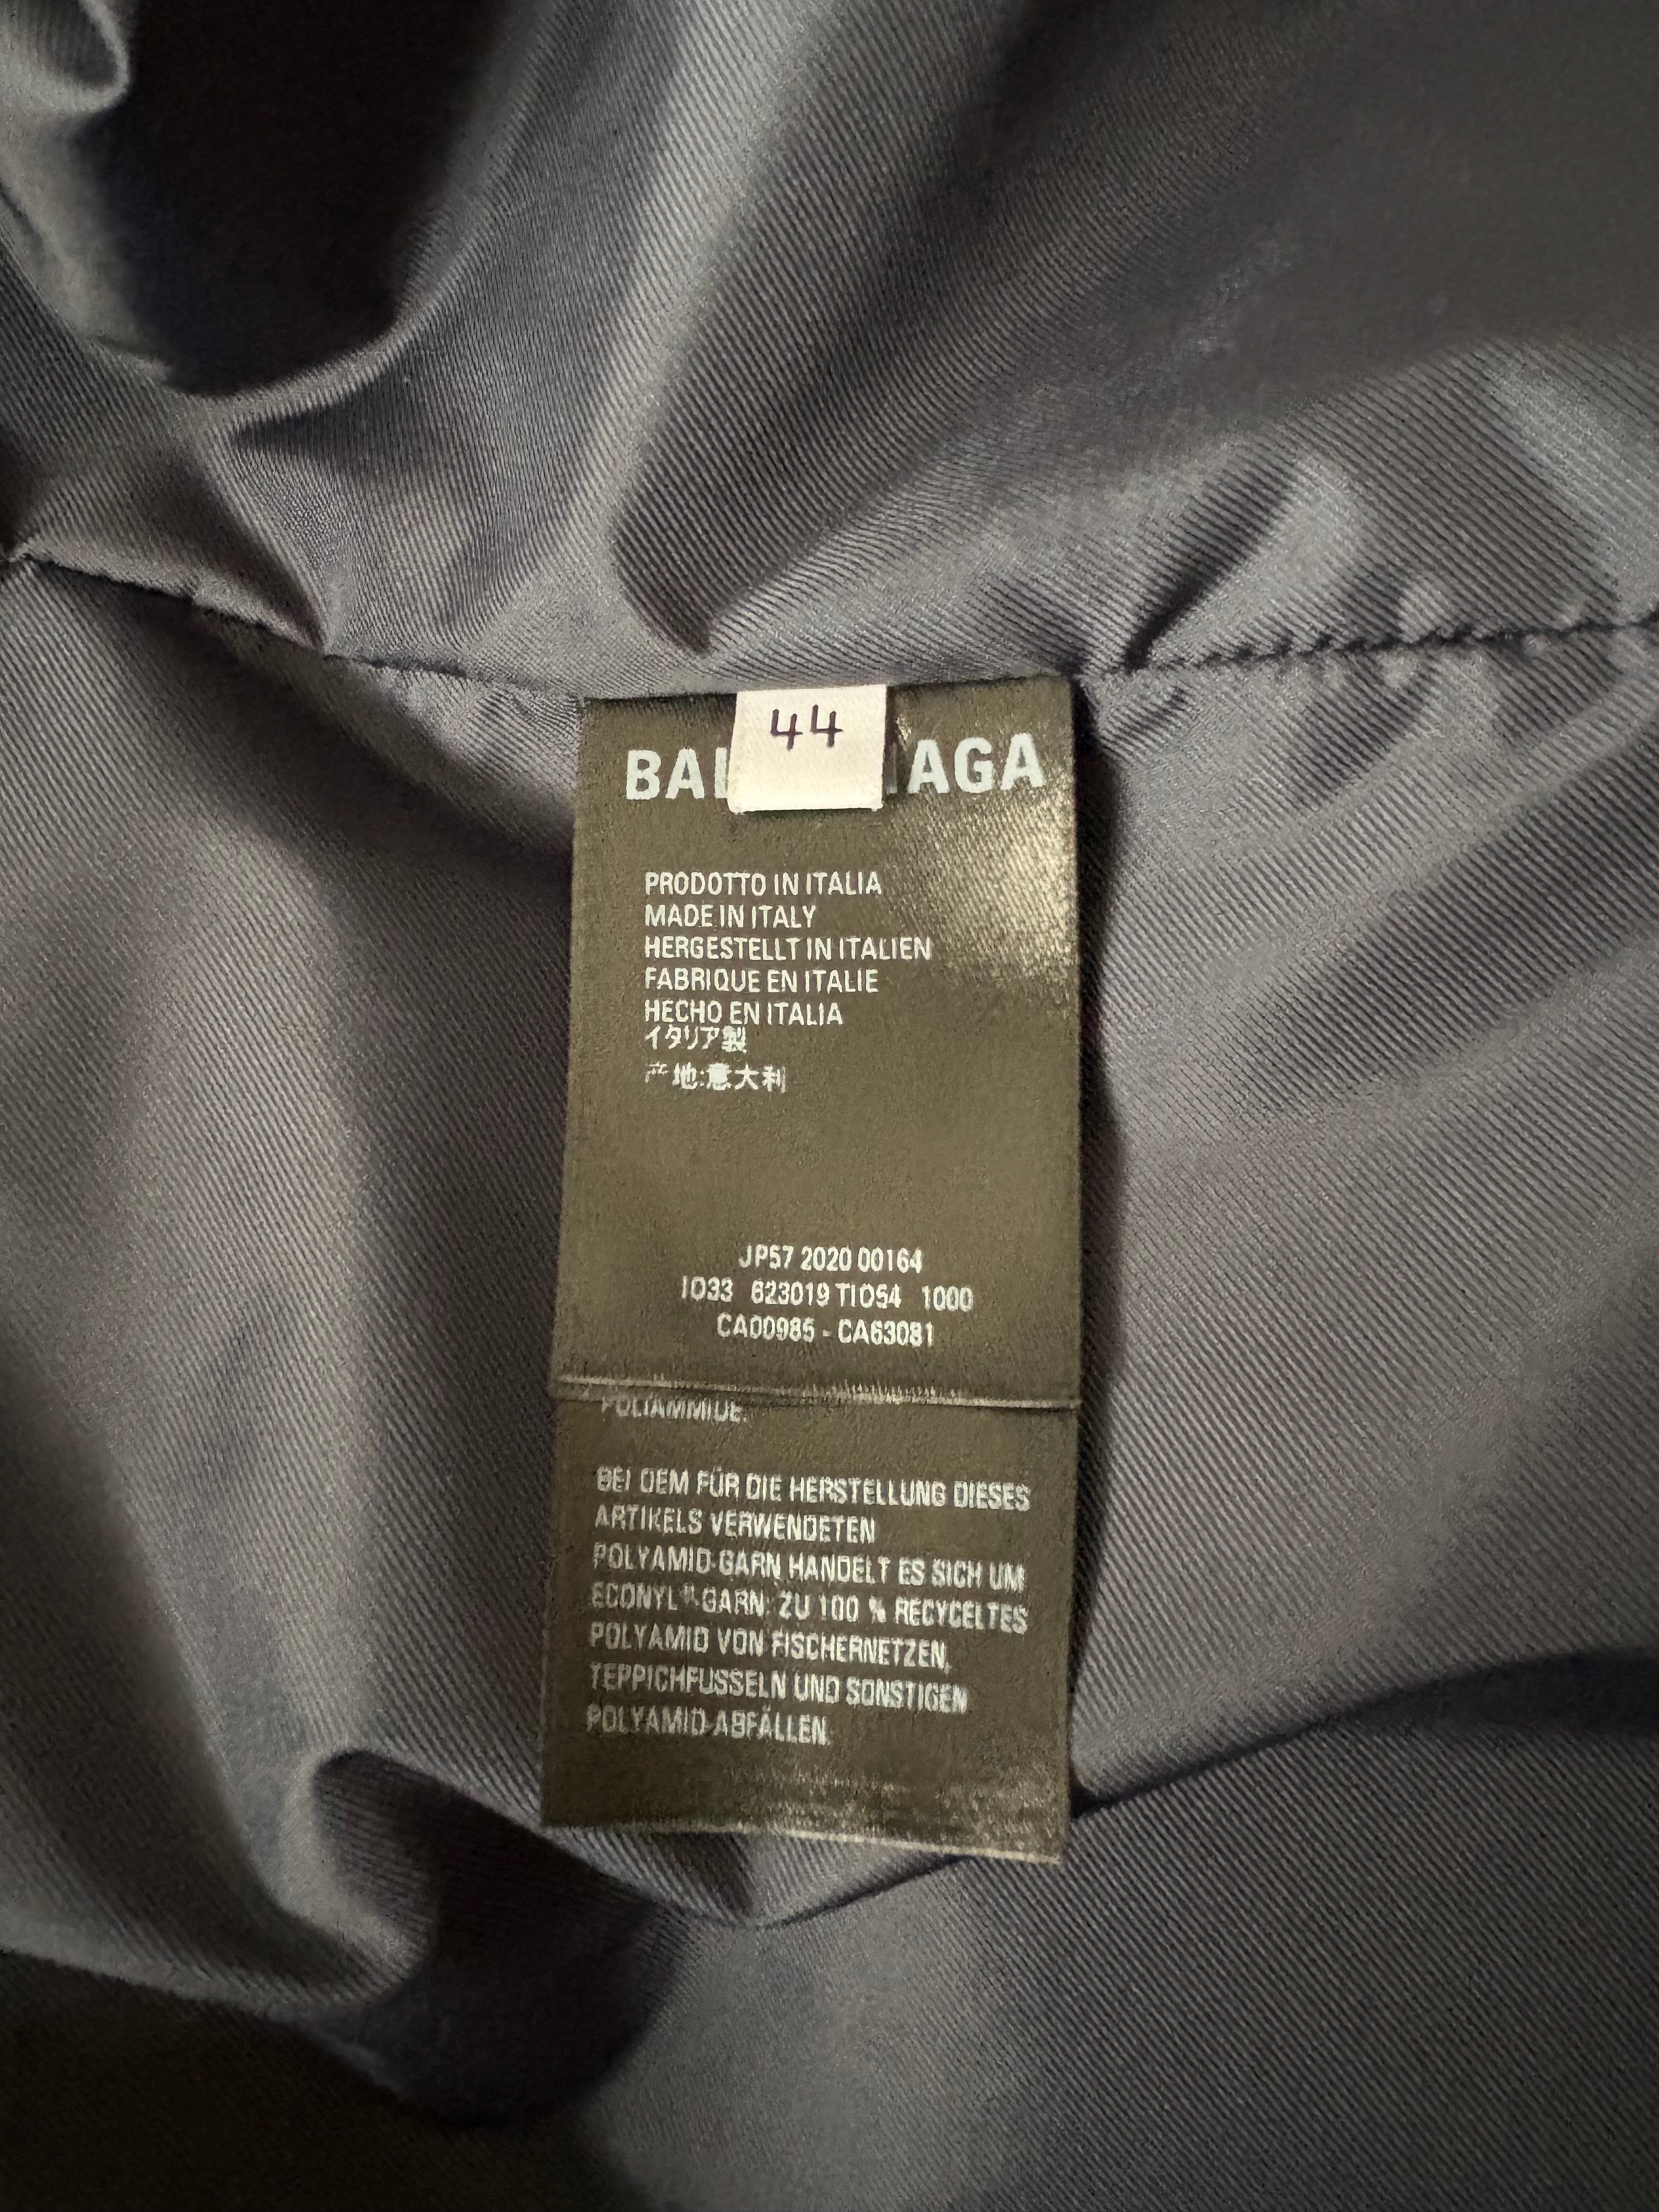 44
BAL AGA
PRODOTTO IN ITALIA
MADE IN ITALY
HERGESTELLT IN ITALIEN
FABRIQUE EN ITALIE
HECHO EN ITALIA
イタリア製
产地:意大利
JP57 2020 00164
1033 623019 TIO54 1000
CA00985 - CA63081
POLIAMMIDE.
BEI DEM FÜR DIE HERSTELLUNG DIESES
ARTIKELS VERWENDETEN
POLYAMID-GARN HANDELT ES SICH UM
ECONYL®-GARN: ZU 100 % RECYCELTES
POLYAMID VON FISCHERNETZEN,
TEPPICHFUSSELN UND SONSTIGEN
POLYAMID-ABFÄLLEN.